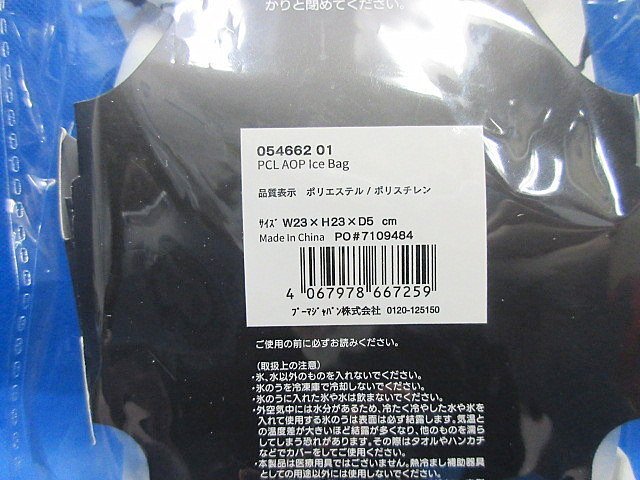 かりと閉めてください。
054662 01
PCL AOP Ice Bag
品質表示 ポリエステル / ポリスチレン
ｻｲｽﾞ W23×H23×D5 cm
Made In China PO#7109484
4 067978 667259
ﾌﾟｰﾏｼﾞｬﾊﾟﾝ株式会社 0120-125150
ご使用の前に必ずお読みください。
〈取扱上の注意〉
・氷、水以外のものを入れないでください。
・氷のうを冷凍庫で冷却しないでください。
・氷のうに入れた氷や水は飲まないでください。
・外空気中には水分があるため、冷たく冷やした水や氷を
入れて使用する氷のうは表面は必ず結露します。気温と
の温度差が大きいほど結露が多くなり、他のものを濡ら
してしまう恐れがあります。その際はタオルやハンカチ
などでカバーをしてご使用ください。
・本製品は医療用具ではございません。熱冷まし補助器具
としての用途以外には使用しないでください。